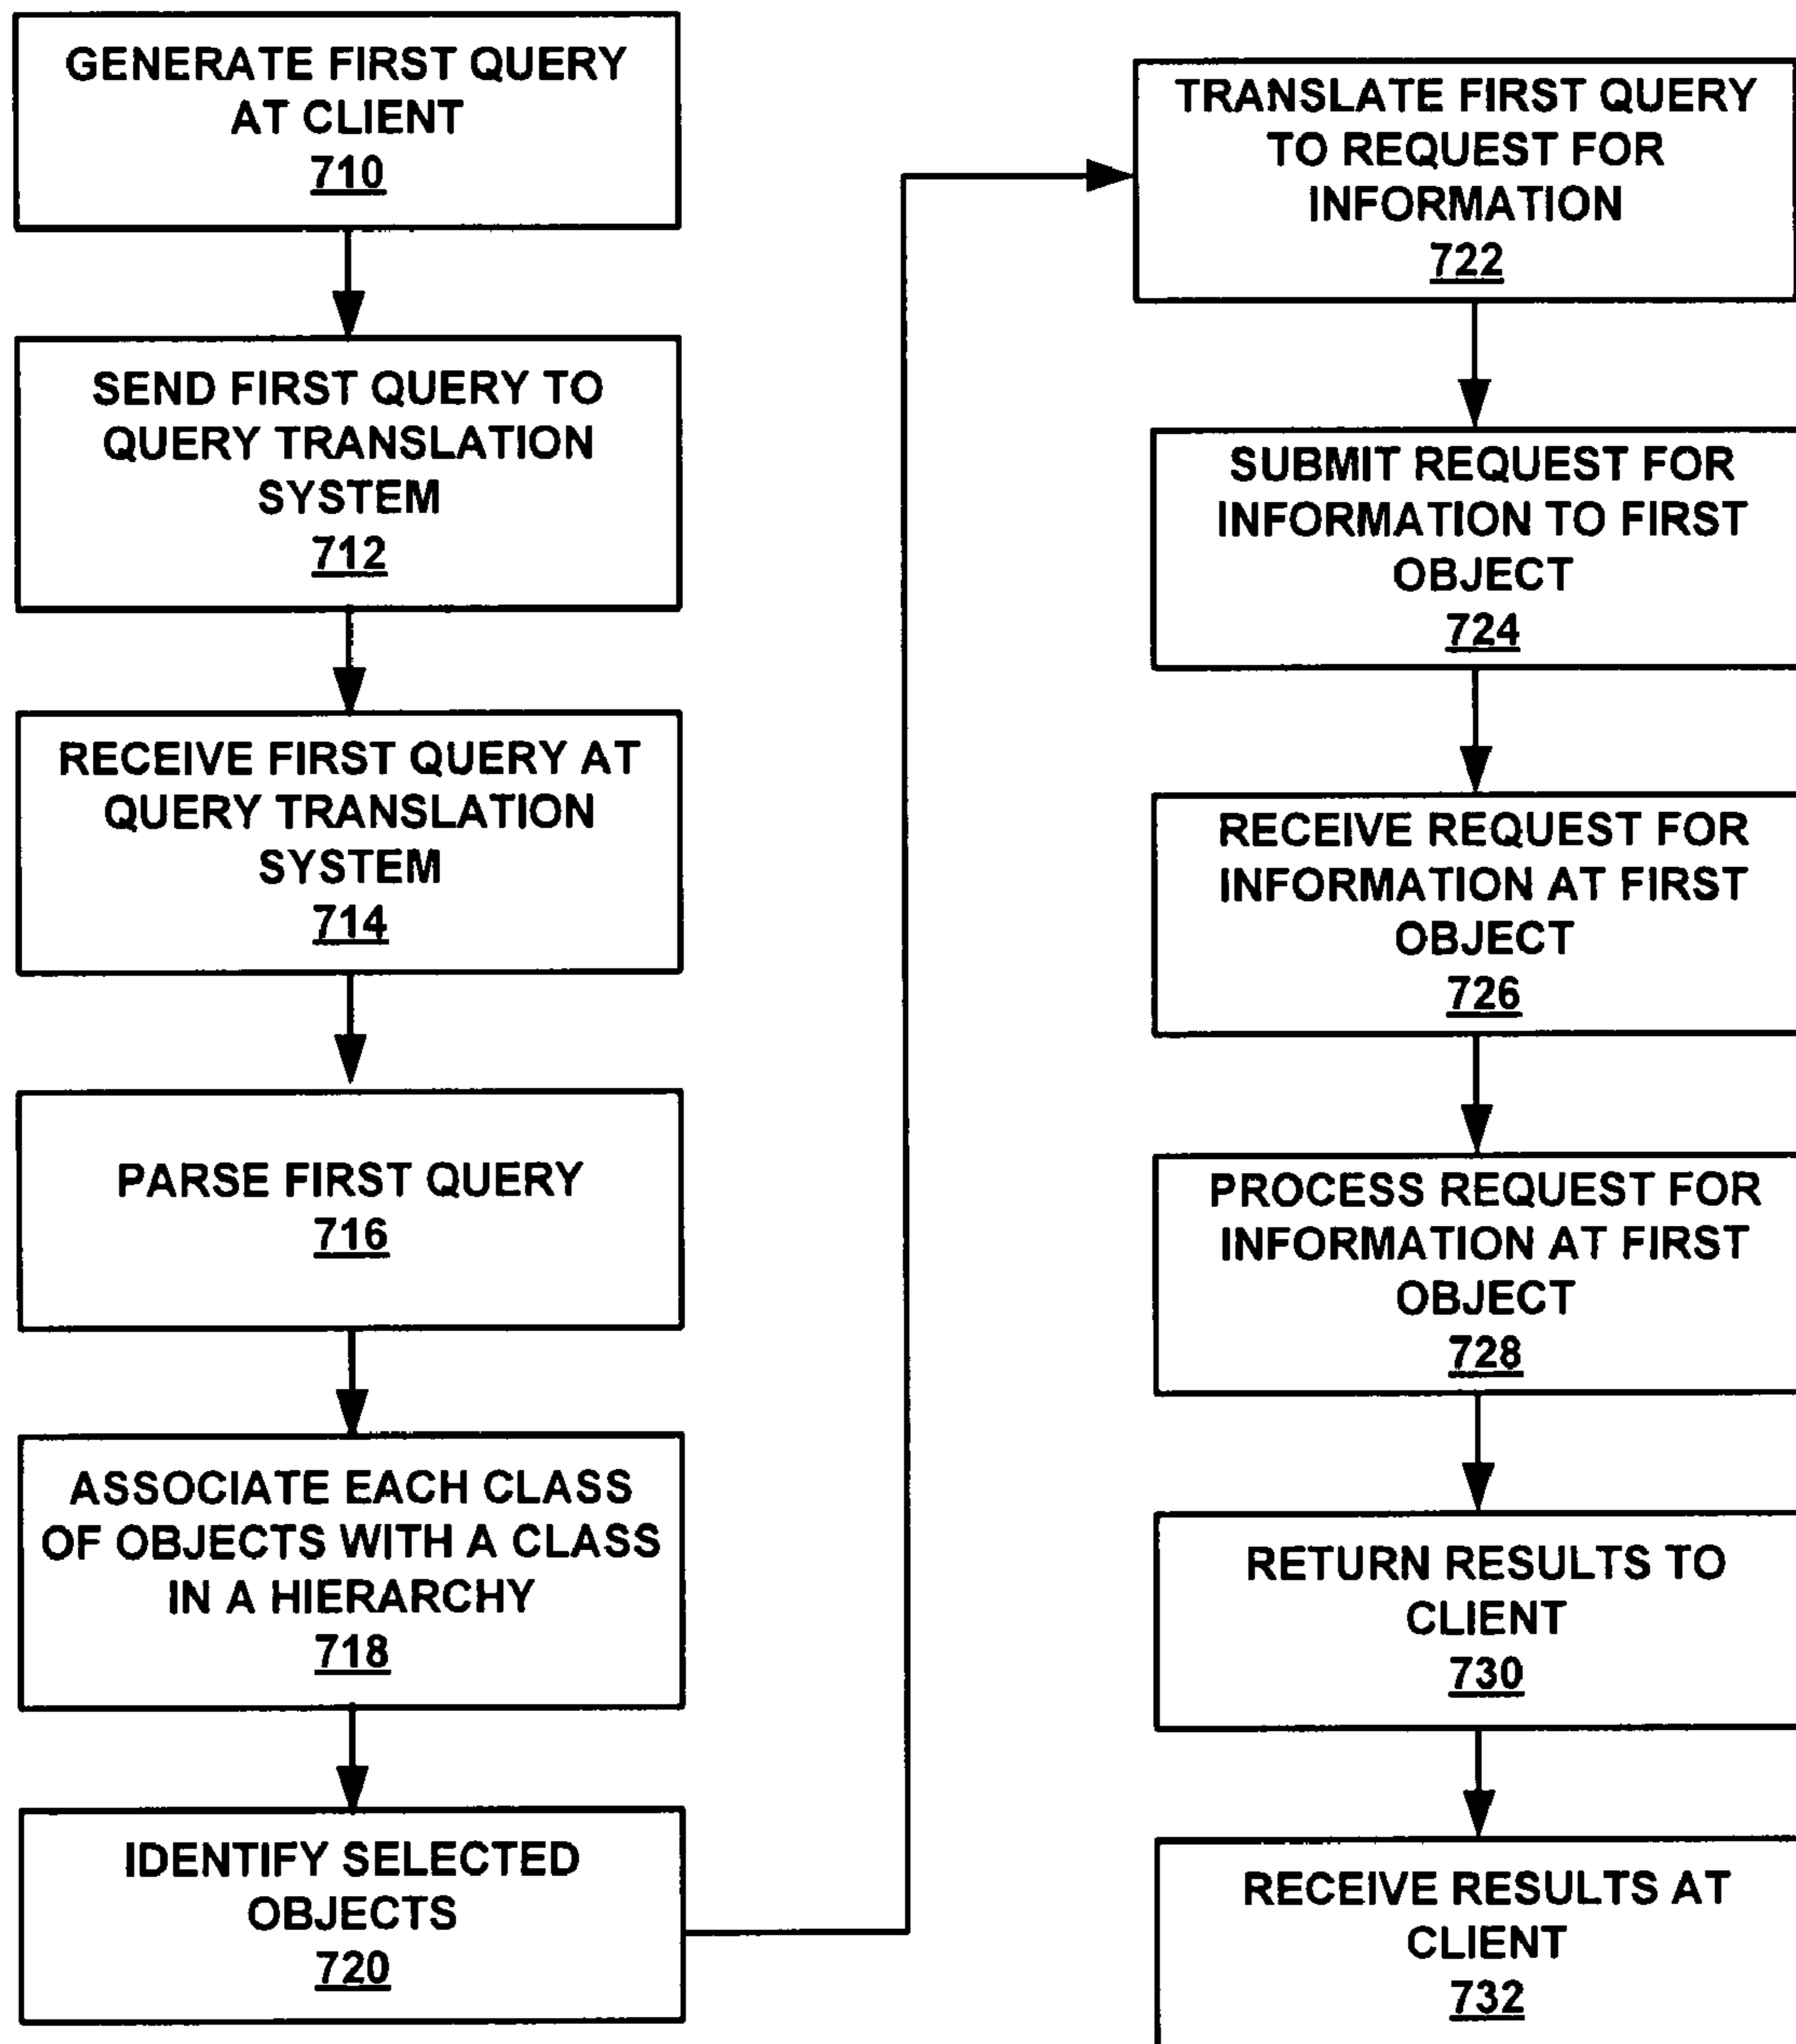 GENERATE FIRST QUERY
AT CLIENT
710
SEND FIRST QUERY TO
QUERY TRANSLATION
SYSTEM
712
RECEIVE FIRST QUERY AT
QUERY TRANSLATION
SYSTEM
714
PARSE FIRST QUERY
716
ASSOCIATE EACH CLASS
OF OBJECTS WITH A CLASS
IN A HIERARCHY
718
IDENTIFY SELECTED
OBJECTS
720
TRANSLATE FIRST QUERY
TO REQUEST FOR
INFORMATION
722
SUBMIT REQUEST FOR
INFORMATION TO FIRST
OBJECT
724
RECEIVE REQUEST FOR
INFORMATION AT FIRST
OBJECT
726
PROCESS REQUEST FOR
INFORMATION AT FIRST
OBJECT
728
RETURN RESULTS TO
CLIENT
730
RECEIVE RESULTS AT
CLIENT
732